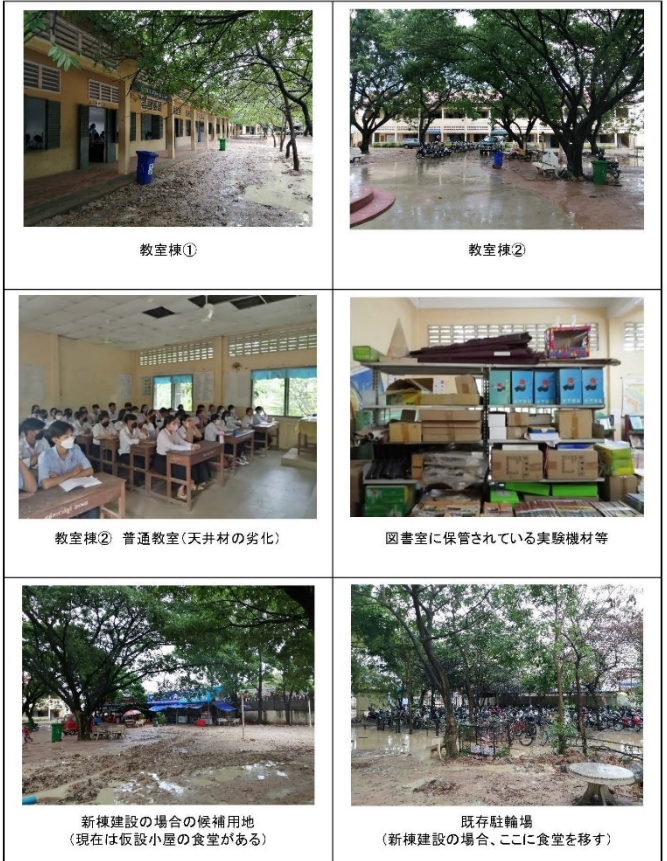 教室棟①
教室棟②
教室棟② 普通教室（天井材の劣化）
図書室に保管されている実験機材等
新棟建設の場合の候補用地
（現在は仮設小屋の食堂がある）
既存駐輪場
（新棟建設の場合、ここに食堂を移す）